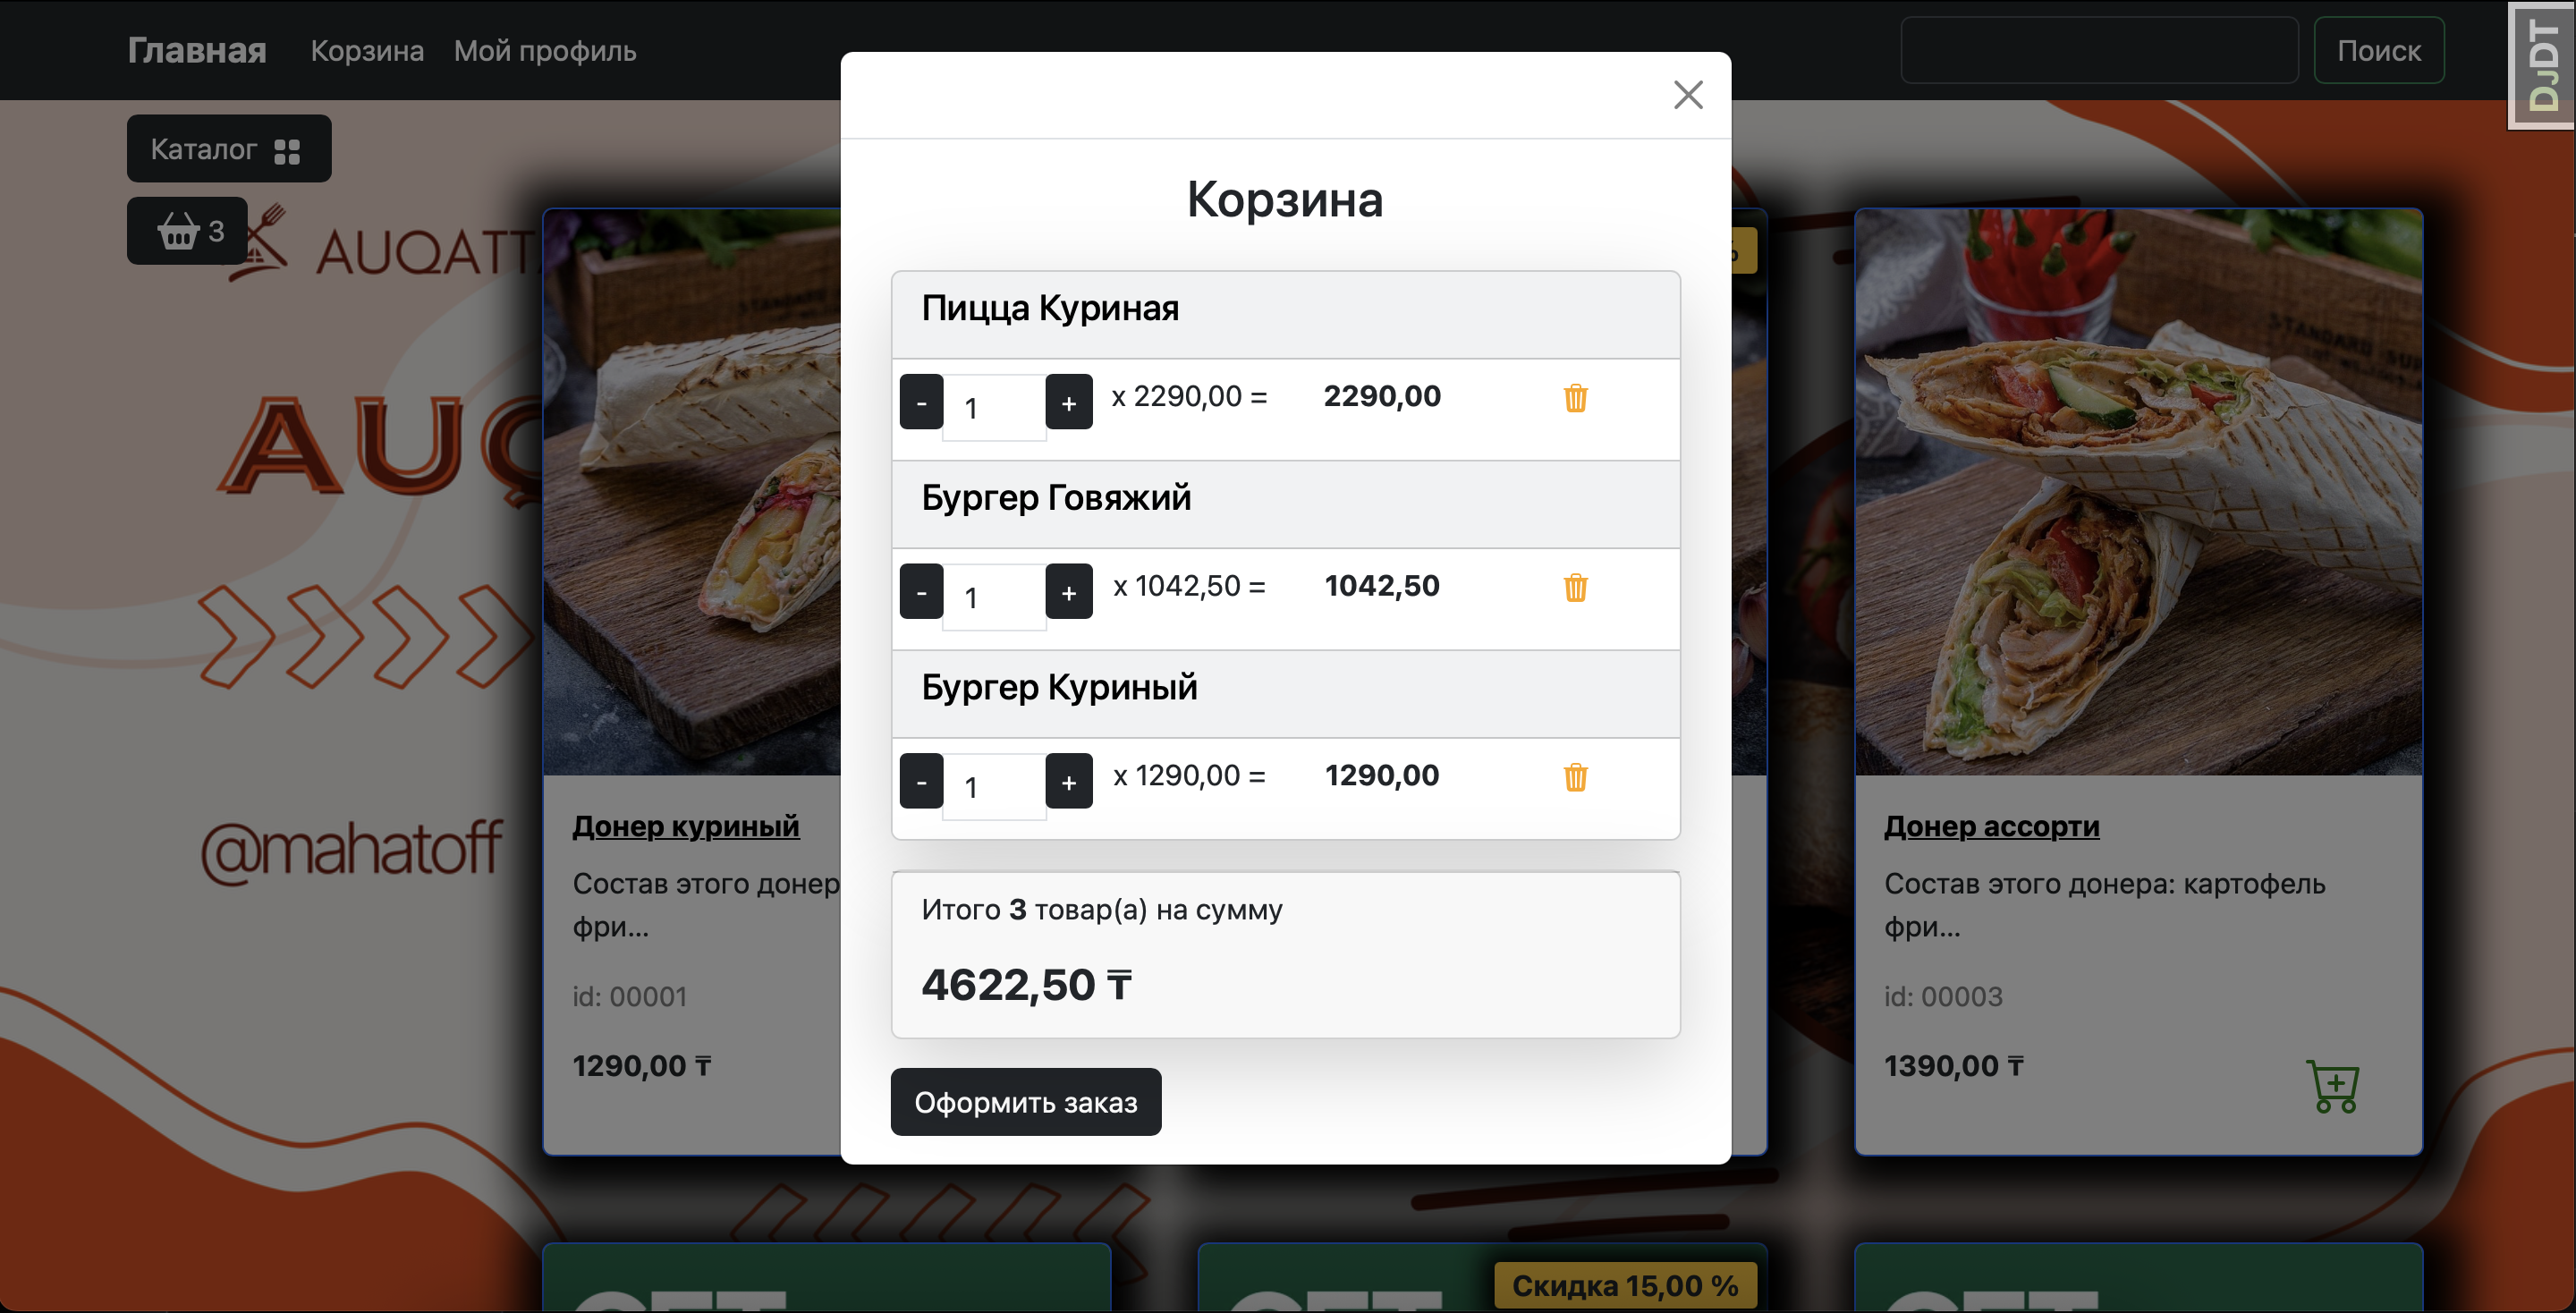 Главная Корзина Мой профиль Поиск
DJDT
Каталог
3
AUQATT
AUQ
@mahatoff
Корзина
Пицца Куриная
- 1 + x 2290,00 = 2290,00
Бургер Говяжий
- 1 + x 1042,50 = 1042,50
Бургер Куриный
- 1 + x 1290,00 = 1290,00
Итого 3 товар(а) на сумму
4622,50 ₸
Оформить заказ
Донер куриный
Состав этого донер
фри...
id: 00001
1290,00 ₸
Донер ассорти
Состав этого донера: картофель
фри...
id: 00003
1390,00 ₸
Скидка 15,00 %